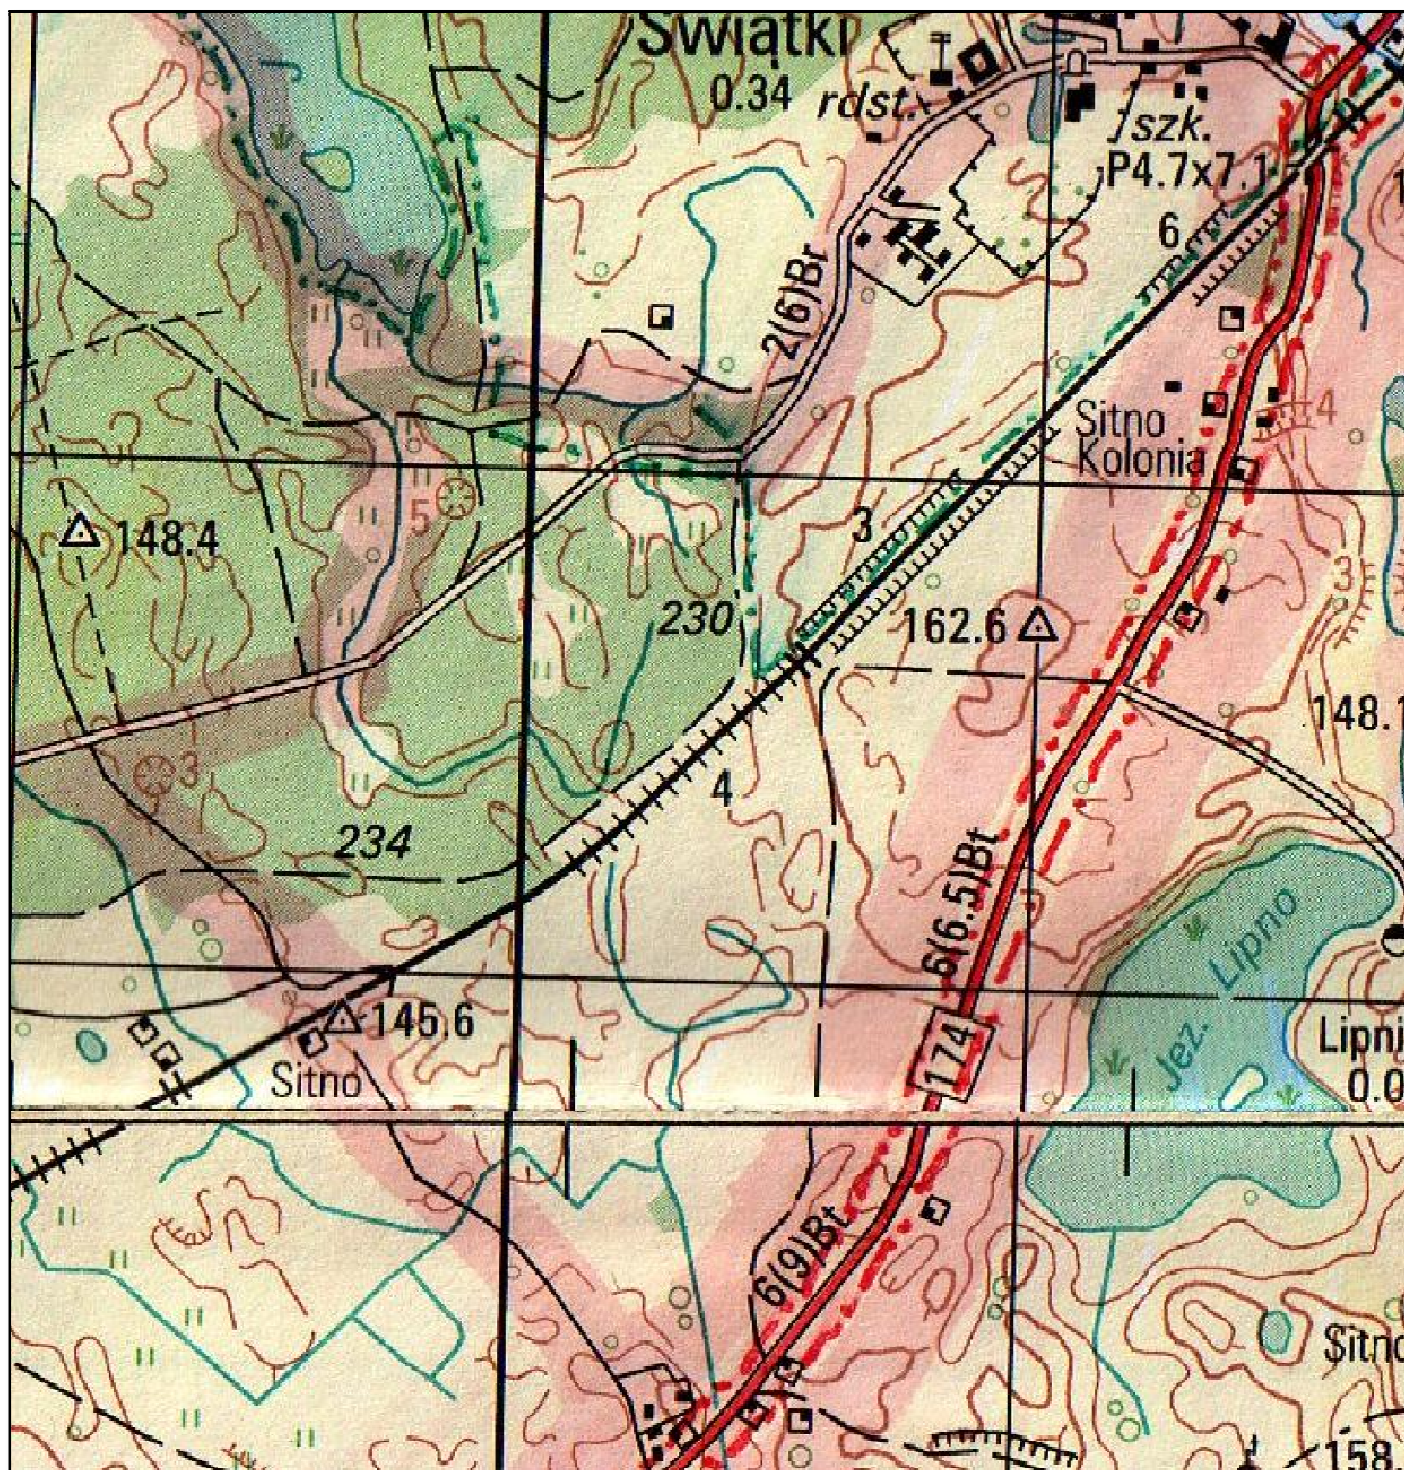 Świątki
0.34
rdst.
szk.
P4.7x7.1
6
2(6)Br
Sitno
Kolonia
4
5
148.4
3
3
230
162.6
148.1
3
4
234
6(6.5)Bt
Jez. Lipno
145.6
Sitno
174
Lipni
0.0
6(9)Bt
Sitno
158.